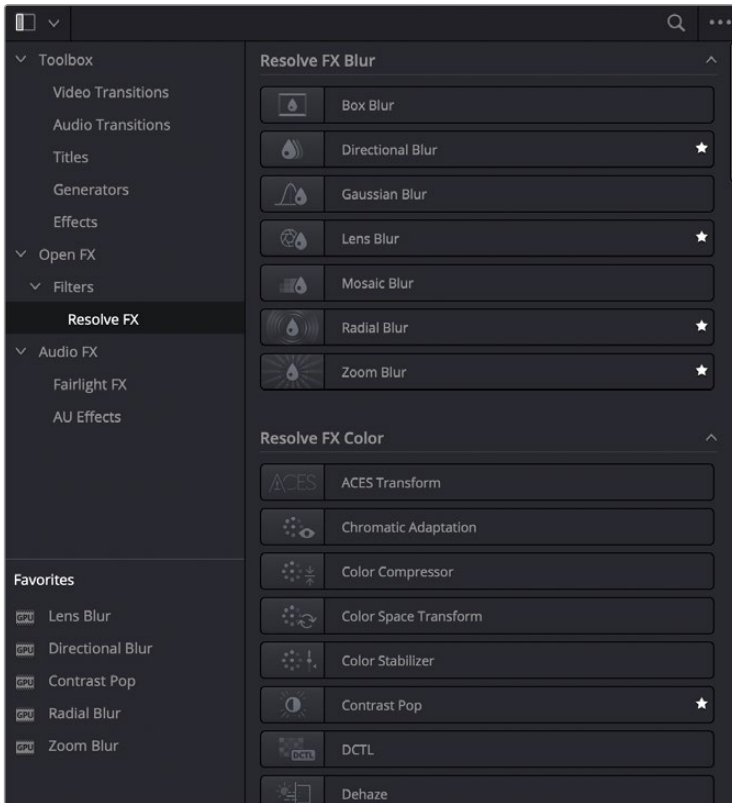 Toolbox
Video Transitions
Audio Transitions
Titles
Generators
Effects
Open FX
Filters
Resolve FX
Audio FX
Fairlight FX
AU Effects
Favorites
GPU Lens Blur
GPU Directional Blur
GPU Contrast Pop
GPU Radial Blur
GPU Zoom Blur
Resolve FX Blur
Box Blur
Directional Blur
Gaussian Blur
Lens Blur
Mosaic Blur
Radial Blur
Zoom Blur
Resolve FX Color
ACES ACES Transform
Chromatic Adaptation
Color Compressor
Color Space Transform
Color Stabilizer
Contrast Pop
DCTL DCTL
Dehaze